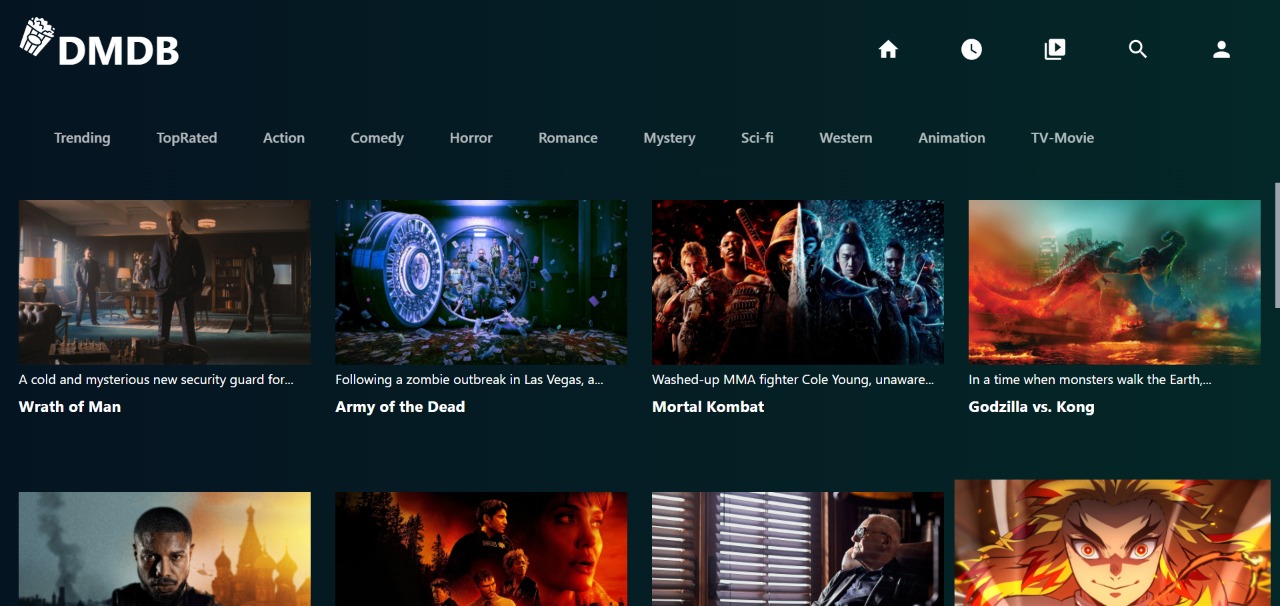 DMDB
Trending TopRated Action Comedy Horror Romance Mystery Sci-fi Western Animation TV-Movie
A cold and mysterious new security guard for...
Wrath of Man
Following a zombie outbreak in Las Vegas, a...
Army of the Dead
Washed-up MMA fighter Cole Young, unaware...
Mortal Kombat
In a time when monsters walk the Earth,...
Godzilla vs. Kong